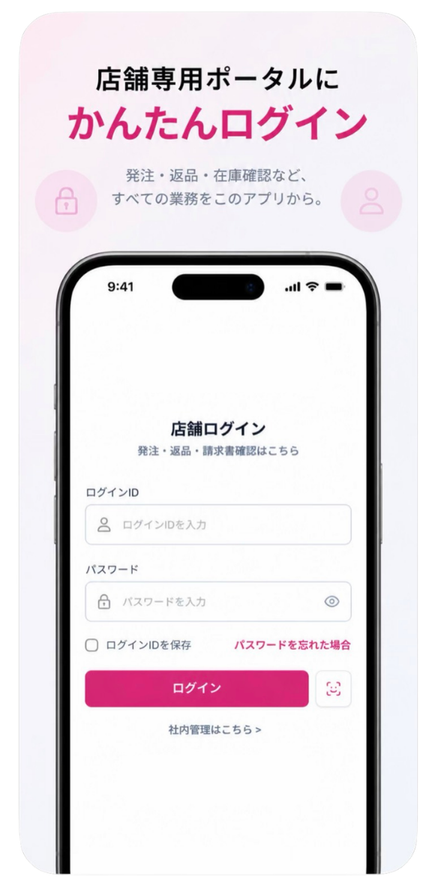 店舗専用ポータルに
かんたんログイン
発注・返品・在庫確認など、
すべての業務をこのアプリから。
9:41
店舗ログイン
発注・返品・請求書確認はこちら
ログインID
ログインIDを入力
パスワード
パスワードを入力
ログインIDを保存 パスワードを忘れた場合
ログイン
社内管理はこちら >